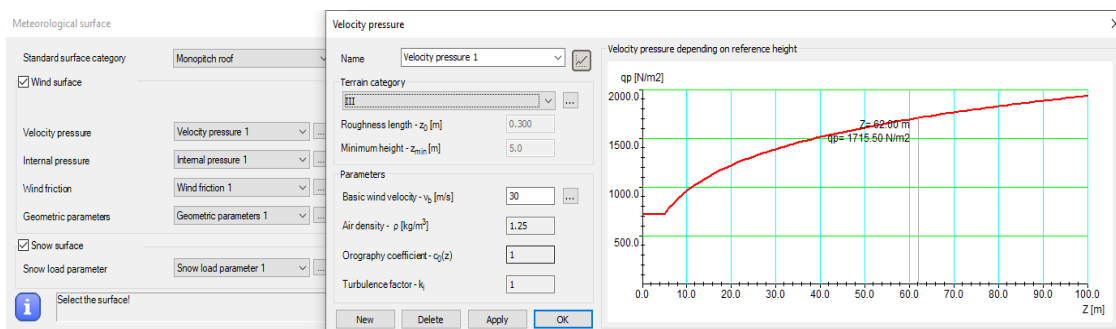 Meteorological surface
Standard surface category
Monopitch roof
Wind surface
Velocity pressure
Velocity pressure 1
...
Internal pressure
Internal pressure 1
...
Wind friction
Wind friction 1
...
Geometric parameters
Geometric parameters 1
...
Snow surface
Snow load parameter
Snow load parameter 1
...
Select the surface!
Velocity pressure
Name
Velocity pressure 1
Terrain category
III
...
Roughness length - z0 [m]
0.300
Minimum height - zmin [m]
5.0
Parameters
Basic wind velocity - vb [m/s]
30
...
Air density - ρ [kg/m³]
1.25
Orography coefficient - c0(z)
1
Turbulence factor - kI
1
New
Delete
Apply
OK
Velocity pressure depending on reference height
qp [N/m2]
2000.0
1500.0
1000.0
500.0
Z= 62.00 m
qp= 1715.50 N/m2
0.0 10.0 20.0 30.0 40.0 50.0 60.0 70.0 80.0 90.0 100.0
Z [m]